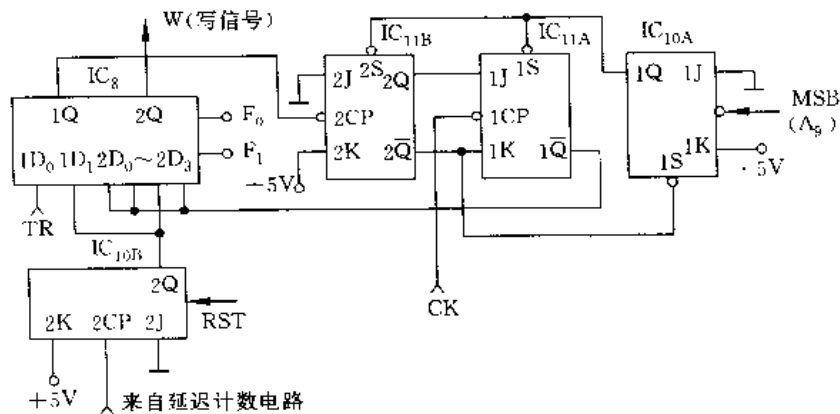 W(写信号)
IC₈
1Q 2Q
F₀
F₁
1D₀ 1D₁ 2D₀～2D₃
TR
IC₁₀B
2Q
2K 2CP 2J
RST
+5V
来自延迟计数电路
IC₁₁B
2J 2S 2Q
2CP
2K 2Q̅
+5V
IC₁₁A
1J 1S
1CP
1K 1Q̅
CK
IC₁₀A
1Q 1J
1K
1S
MSB
(A₉)
·5V